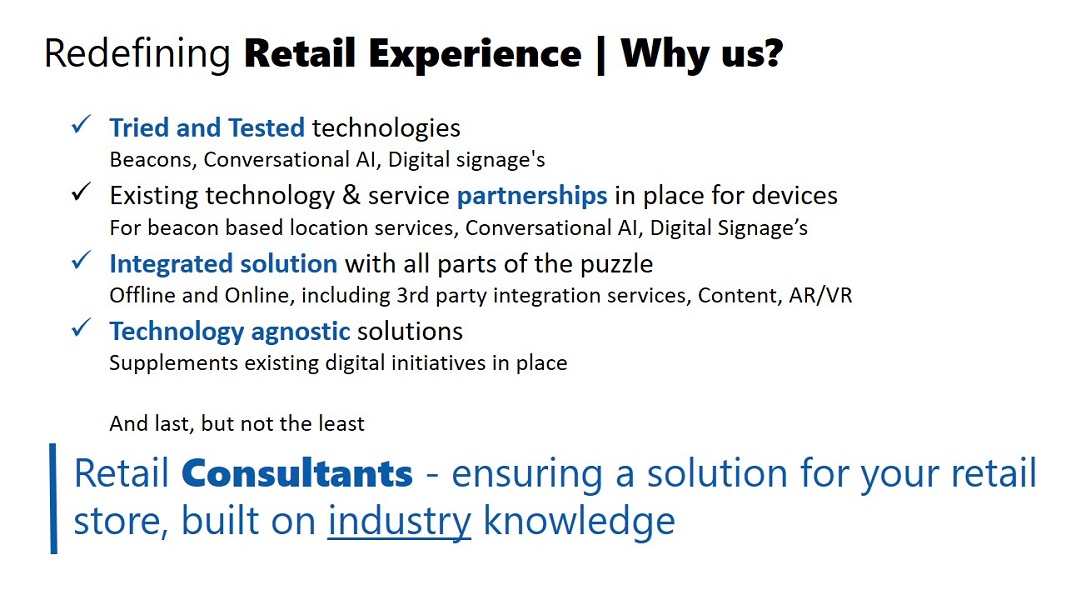 Redefining Retail Experience | Why us?
✓ Tried and Tested technologies
Beacons, Conversational AI, Digital signage's
✓ Existing technology & service partnerships in place for devices
For beacon based location services, Conversational AI, Digital Signage’s
✓ Integrated solution with all parts of the puzzle
Offline and Online, including 3rd party integration services, Content, AR/VR
✓ Technology agnostic solutions
Supplements existing digital initiatives in place
And last, but not the least
Retail Consultants - ensuring a solution for your retail
store, built on industry knowledge